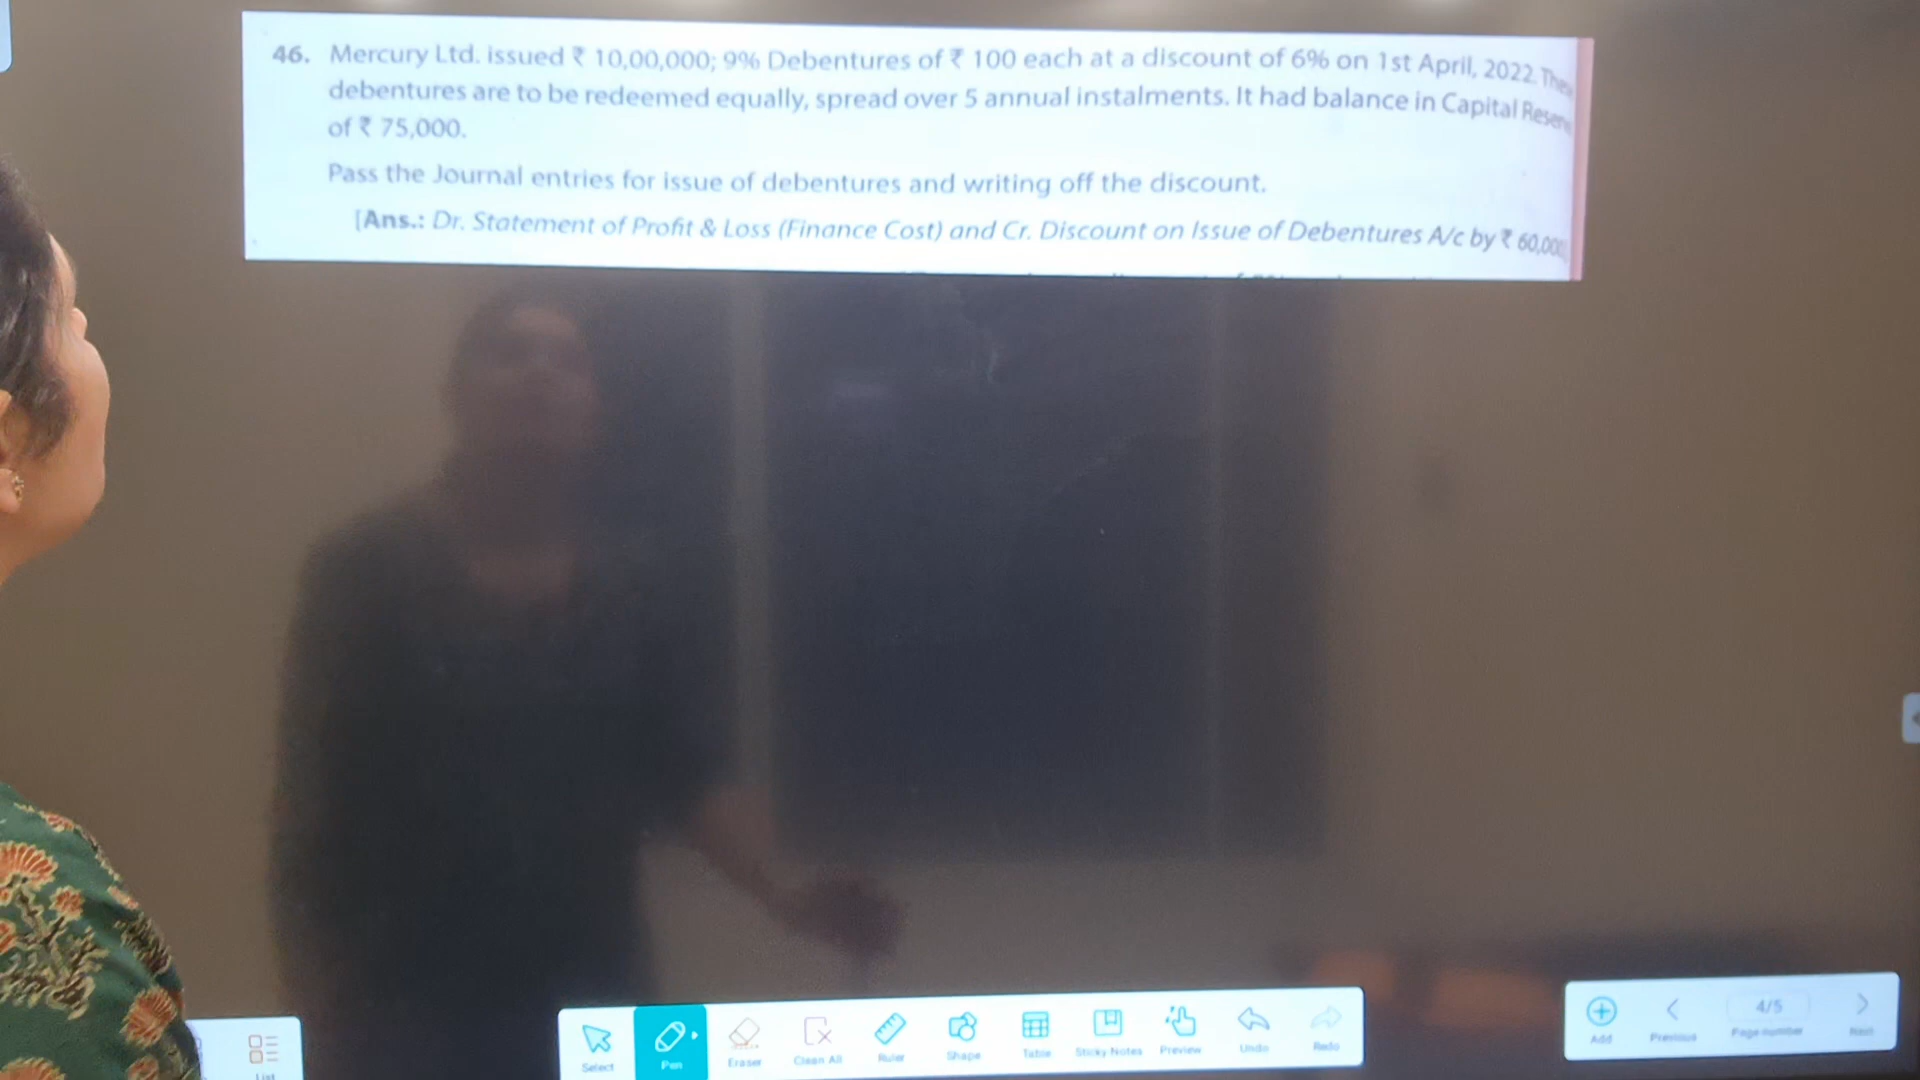 46. Mercury Ltd. issued ₹ 10,00,000; 9% Debentures of ₹ 100 each at a discount of 6% on 1st April, 2022.
debentures are to be redeemed equally, spread over 5 annual instalments. It had balance in Capital
of ₹ 75,000.
Pass the Journal entries for issue of debentures and writing off the discount.
[Ans.: Dr. Statement of Profit & Loss (Finance Cost) and Cr. Discount on Issue of Debentures A/c by ₹ 60,000
List
Select
Pen
Eraser
Clean All
Ruler
Shape
Table
Sticky Notes
Preview
Undo
Redo
Add
Previous
4/5
Page number
Next